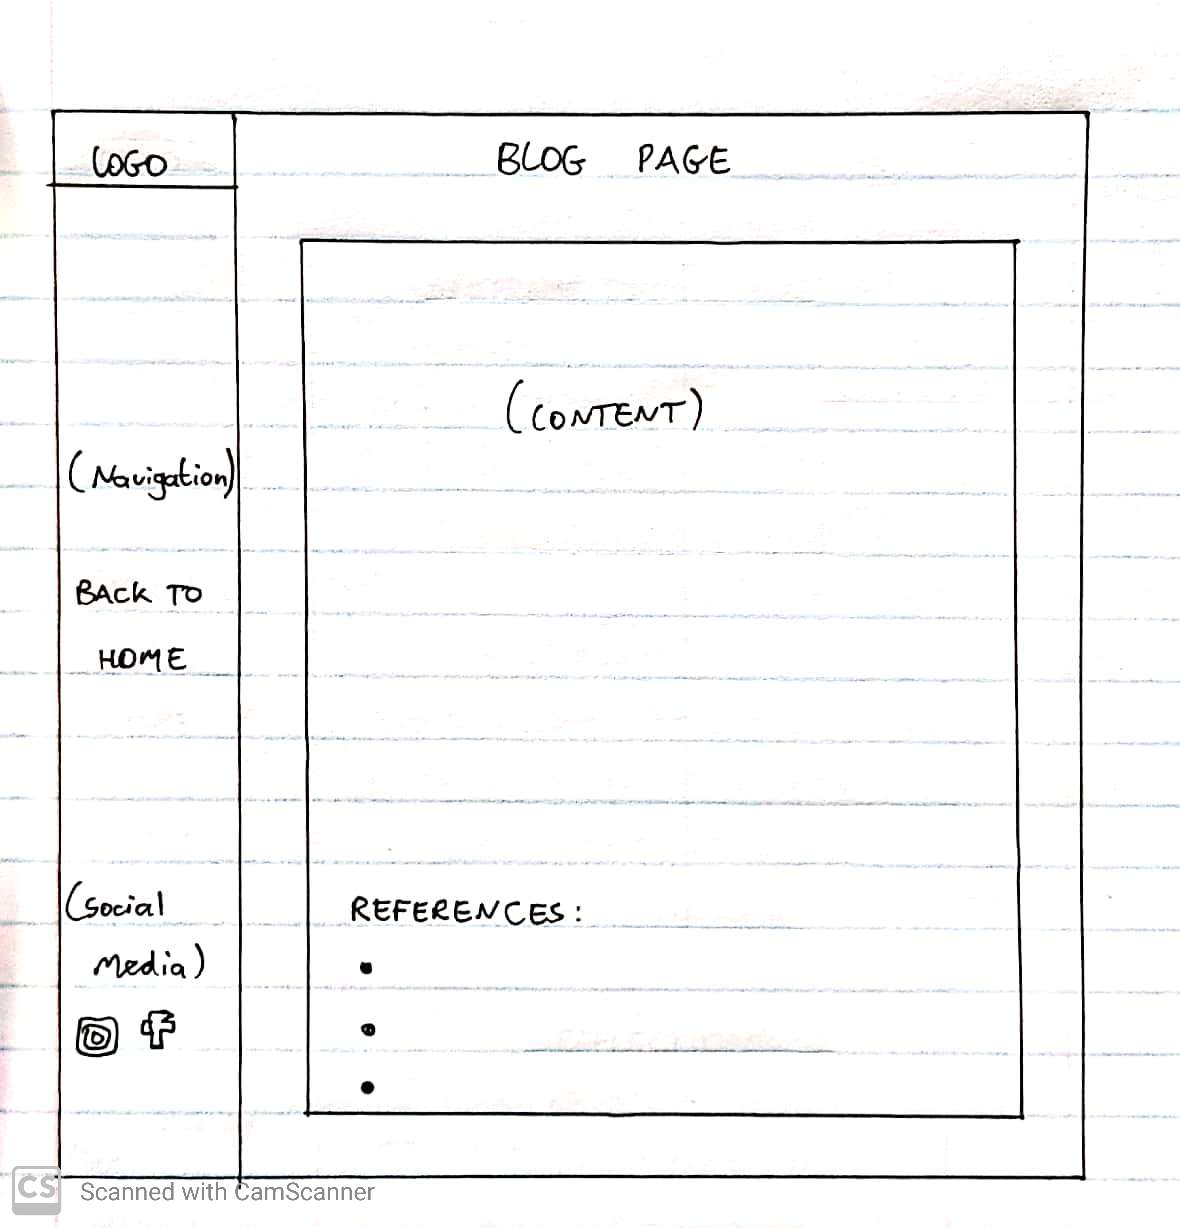 LOGO
BLOG PAGE
(CONTENT)
(Navigation)
BACK TO
HOME
(Social
Media)
REFERENCES:
CS Scanned with CamScanner